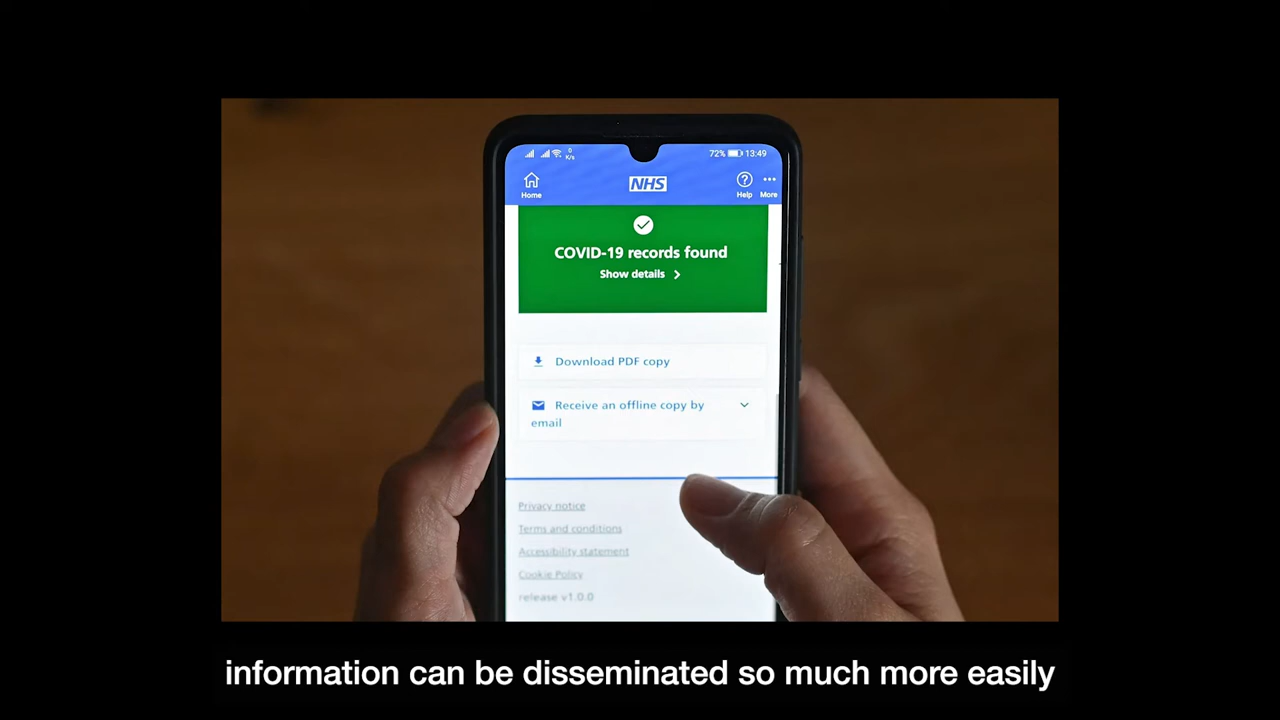 0
K/s
72% 13:49
Home
NHS
Help
More
COVID-19 records found
Show details
Download PDF copy
Receive an offline copy by
email
Privacy notice
Terms and conditions
Accessibility statement
Cookie Policy
release v1.0.0
information can be disseminated so much more easily